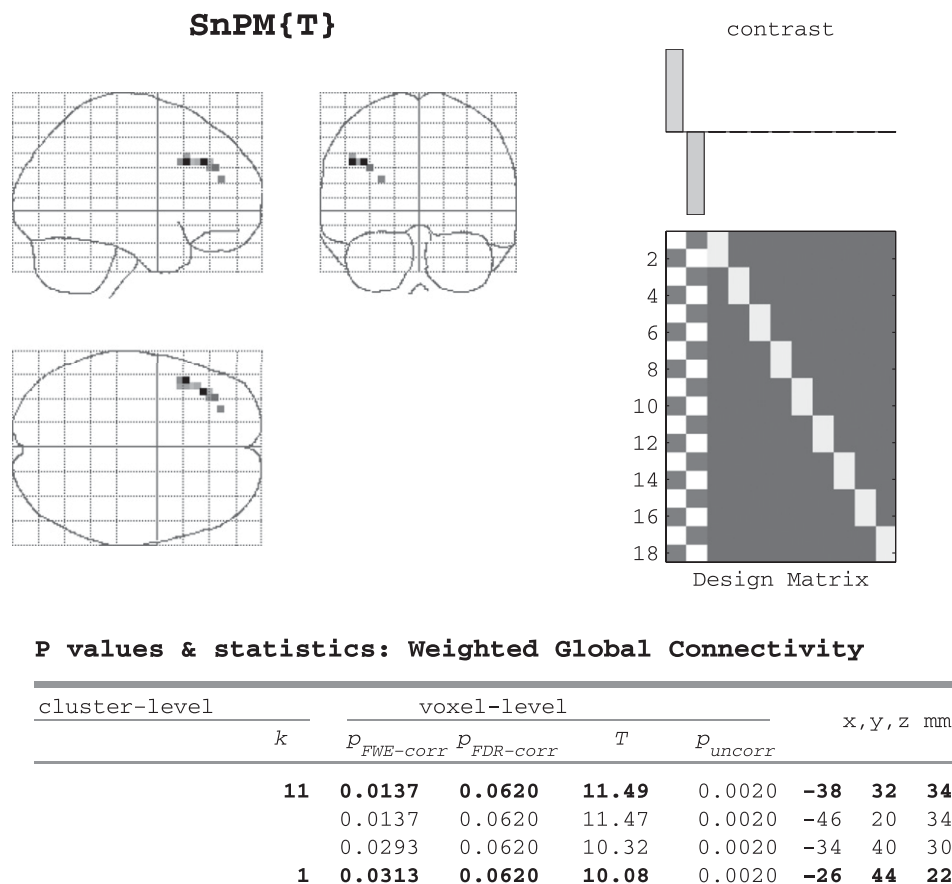 SnPM{T}
contrast
2
4
6
8
10
12
14
16
18
Design Matrix
P values & statistics: Weighted Global Connectivity
cluster-level voxel-level x,y,z mm
k p FWE-corr p FDR-corr T p uncorr
11 0.0137 0.0620 11.49 0.0020 -38 32 34
0.0137 0.0620 11.47 0.0020 -46 20 34
0.0293 0.0620 10.32 0.0020 -34 40 30
1 0.0313 0.0620 10.08 0.0020 -26 44 22